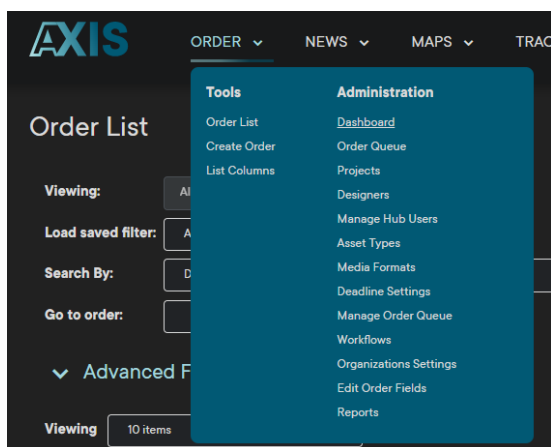 AXIS
ORDER NEWS MAPS TRAC
Tools
Order List
Create Order
List Columns
Administration
Dashboard
Order Queue
Projects
Designers
Manage Hub Users
Asset Types
Media Formats
Deadline Settings
Manage Order Queue
Workflows
Organizations Settings
Edit Order Fields
Reports
Order List
Viewing: Al
Load saved filter: A
Search By: D
Go to order:
Advanced F
Viewing 10 items